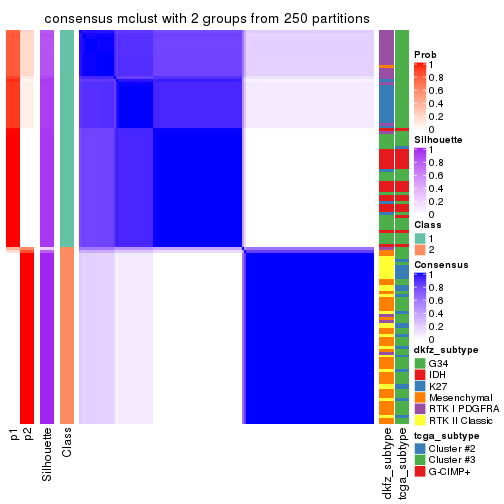 consensus mclust with 2 groups from 250 partitions
Prob
1
0.8
0.6
0.4
0.2
0
Silhouette
1
0.8
0.6
0.4
0.2
0
Class
1
2
Consensus
1
0.8
0.6
0.4
0.2
0
dkfz_subtype
G34
IDH
K27
Mesenchymal
RTK I PDGFRA
RTK II Classic
tcga_subtype
Cluster #2
Cluster #3
G-CIMP+
p1
p2
Silhouette
Class
dkfz_subtype
tcga_subtype